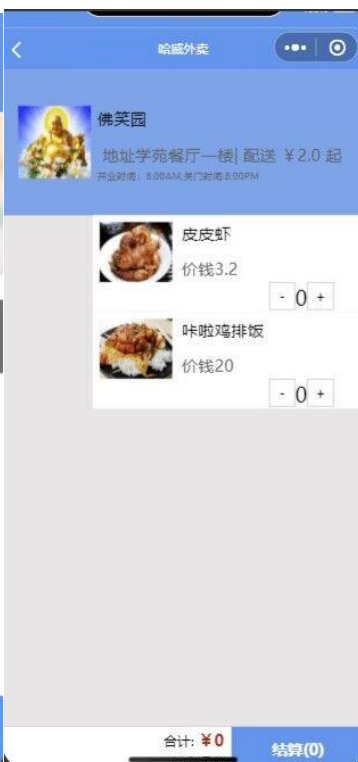 哈威外卖
佛笑园
地址学苑餐厅一楼| 配送 ￥2.0 起
开业时间：8:00AM,关门时间:8:00PM
皮皮虾
价钱3.2
- 0 +
咔啦鸡排饭
价钱20
- 0 +
合计: ￥0
结算(0)